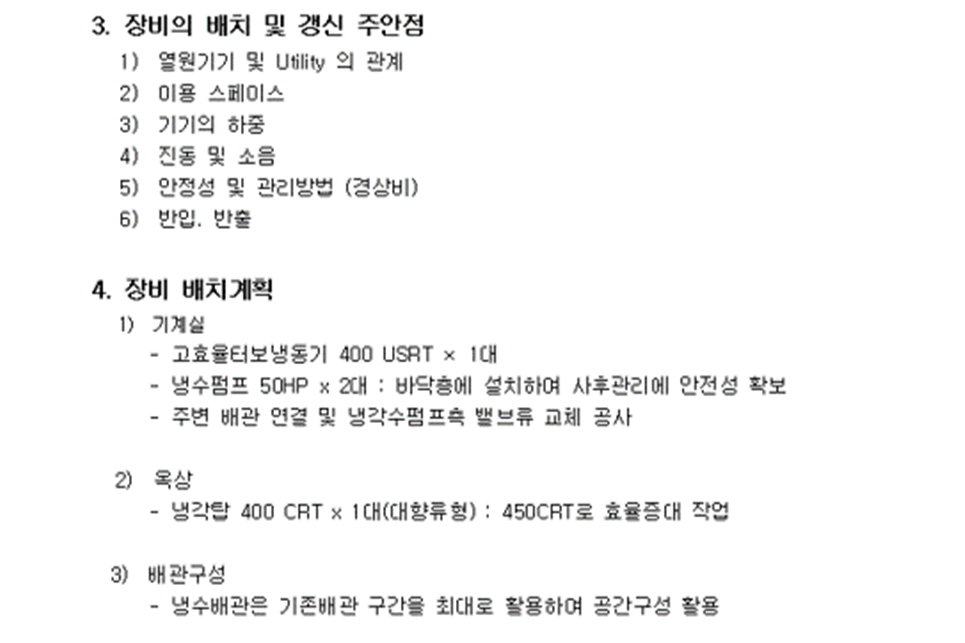 3. 장비의 배치 및 갱신 주안점
1) 열원기기 및 Utility 의 관계
2) 이용 스페이스
3) 기기의 하중
4) 진동 및 소음
5) 안정성 및 관리방법 (경상비)
6) 반입. 반출
4. 장비 배치계획
1) 기계실
- 고효율터보냉동기 400 USRT × 1대
- 냉수펌프 50HP x 2대 : 바닥층에 설치하여 사후관리에 안전성 확보
- 주변 배관 연결 및 냉각수펌프측 밸브류 교체 공사
2) 옥상
- 냉각탑 400 CRT x 1대(대향류형) : 450CRT로 효율증대 작업
3) 배관구성
- 냉수배관은 기존배관 구간을 최대로 활용하여 공간구성 활용